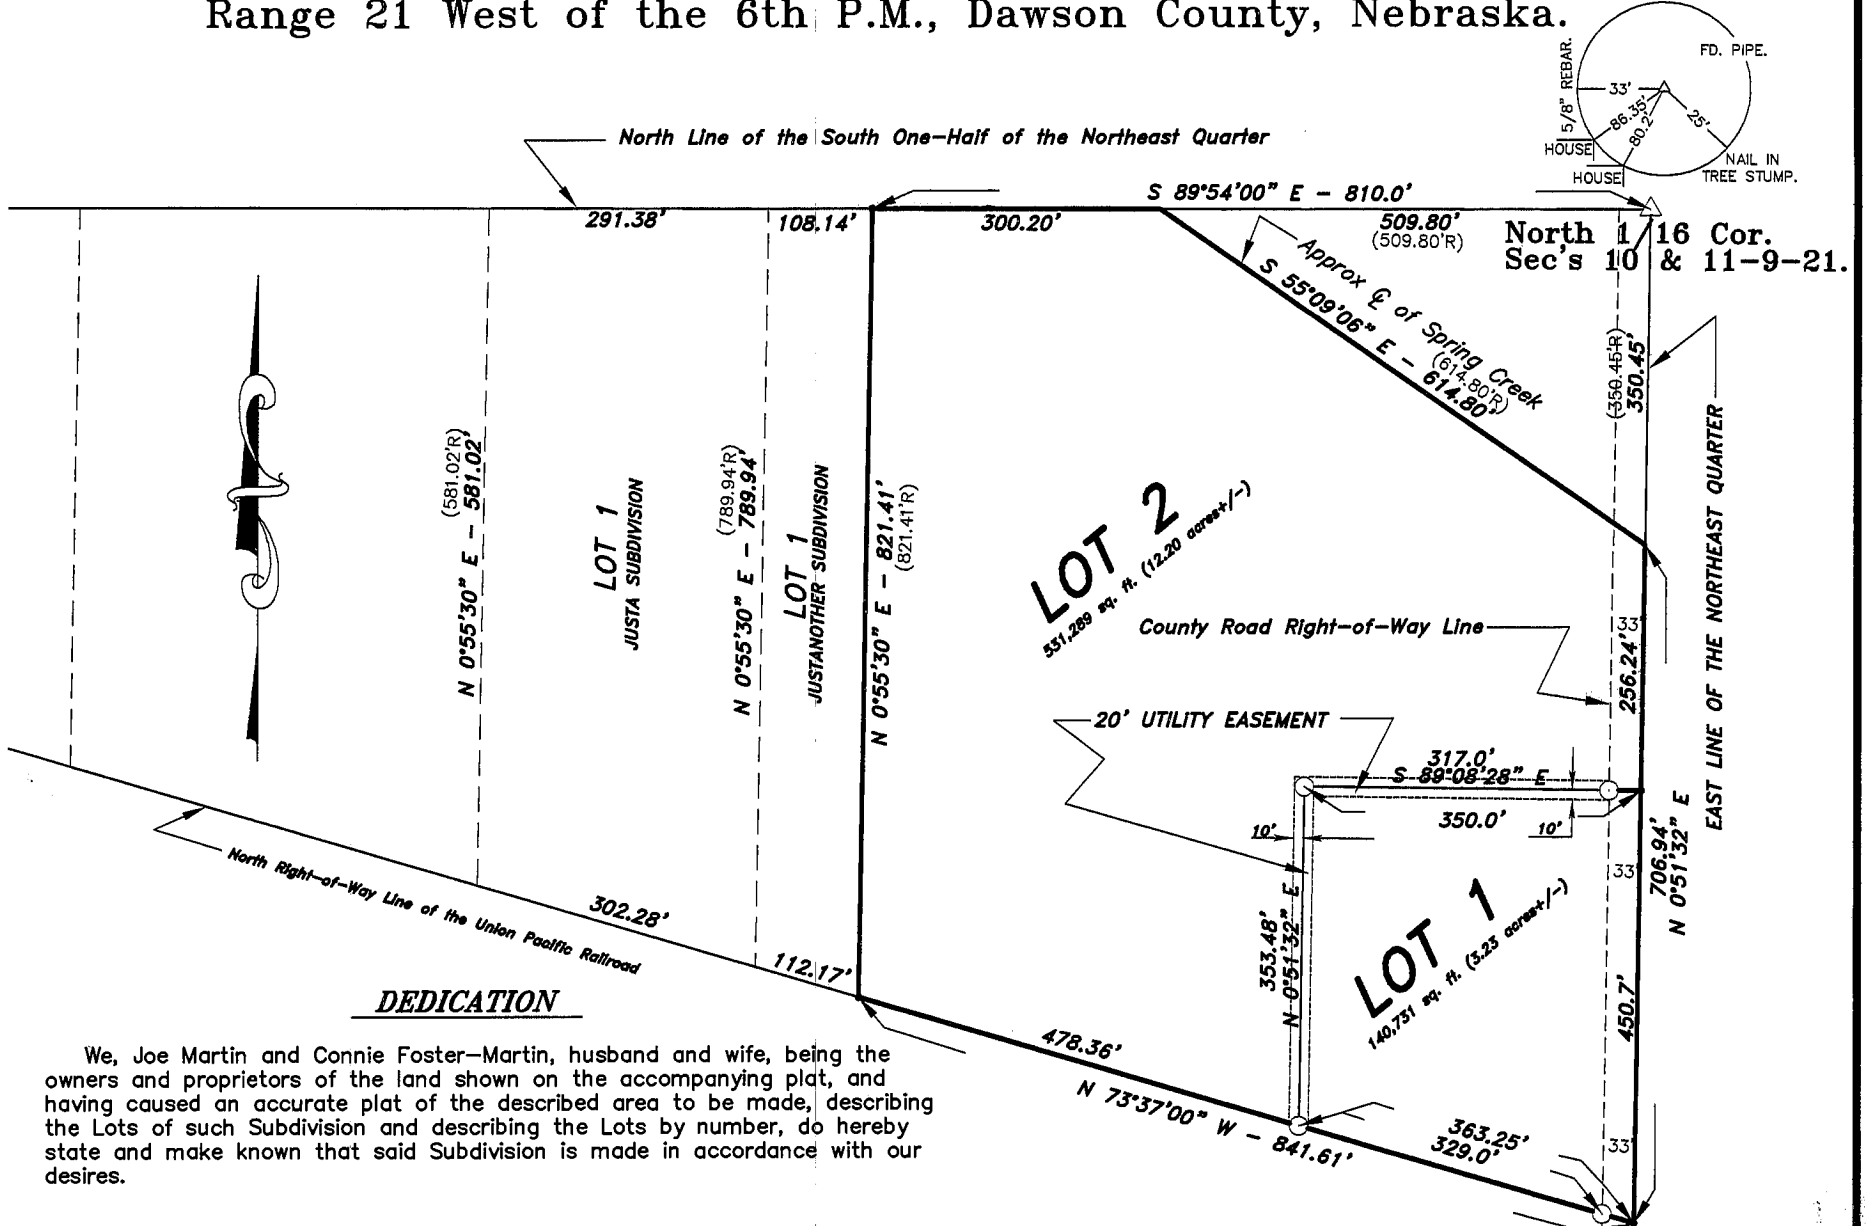 Range 21 West of the 6th P.M., Dawson County, Nebraska.
FD. PIPE.
5/8" REBAR.
33'
86.35'
80.2'
25'
HOUSE
HOUSE
NAIL IN
TREE STUMP.
North Line of the South One-Half of the Northeast Quarter
S 89°54'00" E - 810.0'
291.38'
108.14'
300.20'
509.80'
(509.80'R)
North 1/16 Cor.
Sec's 10 & 11-9-21.
Approx ℄ of Spring Creek
S 55°09'06" E - 614.80'
(614.80'R)
(350.45'R)
350.45'
EAST LINE OF THE NORTHEAST QUARTER
(581.02'R)
N 0°55'30" E - 581.02'
LOT 1
JUSTA SUBDIVISION
(789.94'R)
N 0°55'30" E - 789.94'
LOT 1
JUSTANOTHER SUBDIVISION
N 0°55'30" E - 821.41'
(821.41'R)
LOT 2
531,289 sq. ft. (12.20 acres+/-)
County Road Right-of-Way Line
33'
256.24'
20' UTILITY EASEMENT
317.0'
S 89°08'28" E
350.0'
10'
10'
706.94'
N 0°51'32" E
33'
353.48'
N 0°51'32" E
LOT 1
140,731 sq. ft. (3.23 acres+/-)
450.7'
North Right-of-Way Line of the Union Pacific Railroad
302.28'
112.17'
478.36'
N 73°37'00" W - 841.61'
363.25'
329.0'
33'
DEDICATION
We, Joe Martin and Connie Foster-Martin, husband and wife, being the
owners and proprietors of the land shown on the accompanying plat, and
having caused an accurate plat of the described area to be made, describing
the Lots of such Subdivision and describing the Lots by number, do hereby
state and make known that said Subdivision is made in accordance with our
desires.